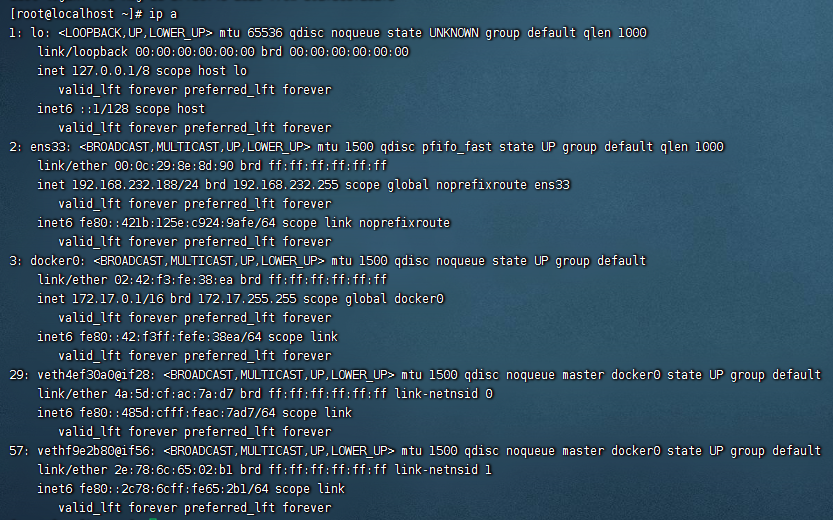 [root@localhost ~]# ip a
1: lo: <LOOPBACK,UP,LOWER_UP> mtu 65536 qdisc noqueue state UNKNOWN group default qlen 1000
link/loopback 00:00:00:00:00:00 brd 00:00:00:00:00:00
inet 127.0.0.1/8 scope host lo
valid_lft forever preferred_lft forever
inet6 ::1/128 scope host
valid_lft forever preferred_lft forever
2: ens33: <BROADCAST,MULTICAST,UP,LOWER_UP> mtu 1500 qdisc pfifo_fast state UP group default qlen 1000
link/ether 00:0c:29:8e:8d:90 brd ff:ff:ff:ff:ff:ff
inet 192.168.232.188/24 brd 192.168.232.255 scope global noprefixroute ens33
valid_lft forever preferred_lft forever
inet6 fe80::421b:125e:c924:9afe/64 scope link noprefixroute
valid_lft forever preferred_lft forever
3: docker0: <BROADCAST,MULTICAST,UP,LOWER_UP> mtu 1500 qdisc noqueue state UP group default
link/ether 02:42:f3:fe:38:ea brd ff:ff:ff:ff:ff:ff
inet 172.17.0.1/16 brd 172.17.255.255 scope global docker0
valid_lft forever preferred_lft forever
inet6 fe80::42:f3ff:fefe:38ea/64 scope link
valid_lft forever preferred_lft forever
29: veth4ef30a0@if28: <BROADCAST,MULTICAST,UP,LOWER_UP> mtu 1500 qdisc noqueue master docker0 state UP group default
link/ether 4a:5d:cf:ac:7a:d7 brd ff:ff:ff:ff:ff:ff link-netnsid 0
inet6 fe80::485d:cfff:feac:7ad7/64 scope link
valid_lft forever preferred_lft forever
57: vethf9e2b80@if56: <BROADCAST,MULTICAST,UP,LOWER_UP> mtu 1500 qdisc noqueue master docker0 state UP group default
link/ether 2e:78:6c:65:02:b1 brd ff:ff:ff:ff:ff:ff link-netnsid 1
inet6 fe80::2c78:6cff:fe65:2b1/64 scope link
valid_lft forever preferred_lft forever